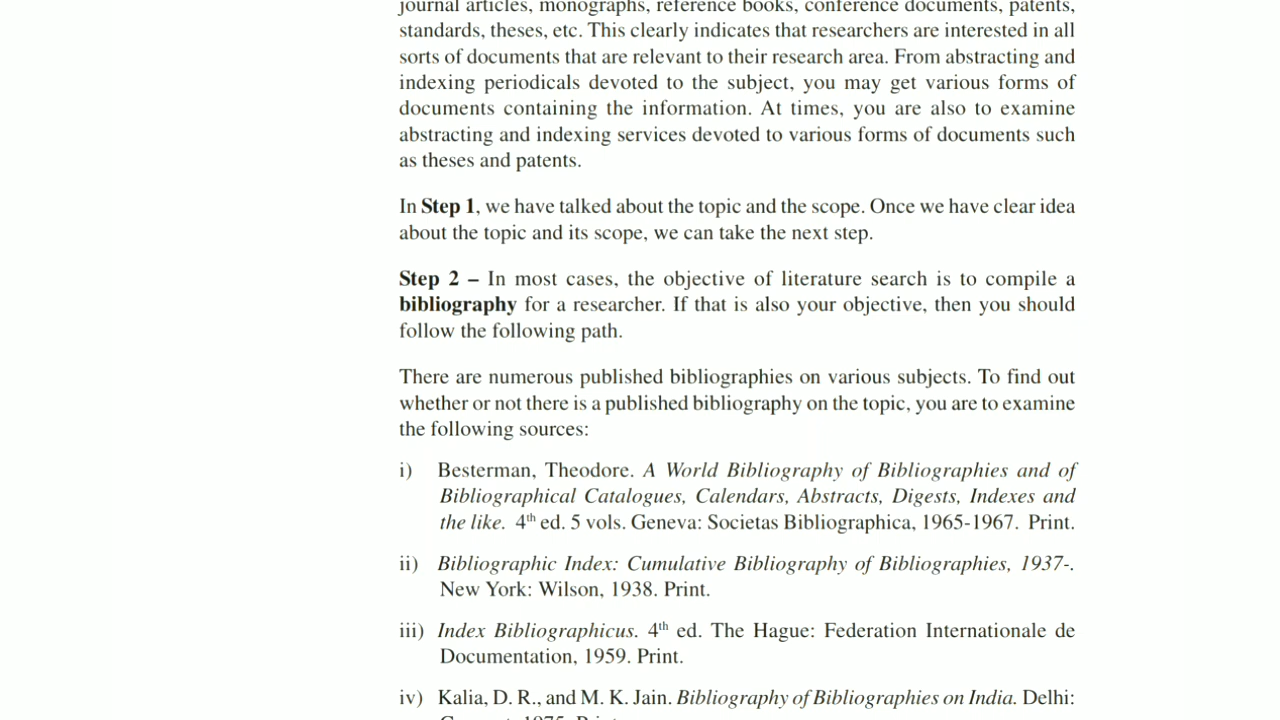 journal articles, monographs, reference books, conference documents, patents,
standards, theses, etc. This clearly indicates that researchers are interested in all
sorts of documents that are relevant to their research area. From abstracting and
indexing periodicals devoted to the subject, you may get various forms of
documents containing the information. At times, you are also to examine
abstracting and indexing services devoted to various forms of documents such
as theses and patents.
In Step 1, we have talked about the topic and the scope. Once we have clear idea
about the topic and its scope, we can take the next step.
Step 2 – In most cases, the objective of literature search is to compile a
bibliography for a researcher. If that is also your objective, then you should
follow the following path.
There are numerous published bibliographies on various subjects. To find out
whether or not there is a published bibliography on the topic, you are to examine
the following sources:
i) Besterman, Theodore. A World Bibliography of Bibliographies and of
Bibliographical Catalogues, Calendars, Abstracts, Digests, Indexes and
the like. 4th ed. 5 vols. Geneva: Societas Bibliographica, 1965-1967. Print.
ii) Bibliographic Index: Cumulative Bibliography of Bibliographies, 1937-.
New York: Wilson, 1938. Print.
iii) Index Bibliographicus. 4th ed. The Hague: Federation Internationale de
Documentation, 1959. Print.
iv) Kalia, D. R., and M. K. Jain. Bibliography of Bibliographies on India. Delhi: